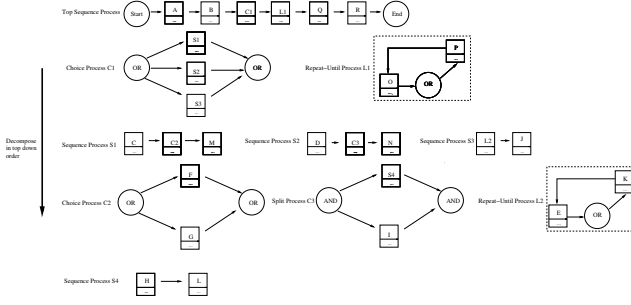 Top Sequence Process Start A B C1 L1 Q R End
Choice Process C1 OR S1 S2 S3 OR
Repeat-Until Process L1 P O OR
Decompose
in top down
order
Sequence Process S1 C C2 M
Sequence Process S2 D C3 N
Sequence Process S3 L2 J
Choice Process C2 OR F G OR
Split Process C3 AND S4 I AND
Repeat-Until Process L2 K E OR
Sequence Process S4 H L